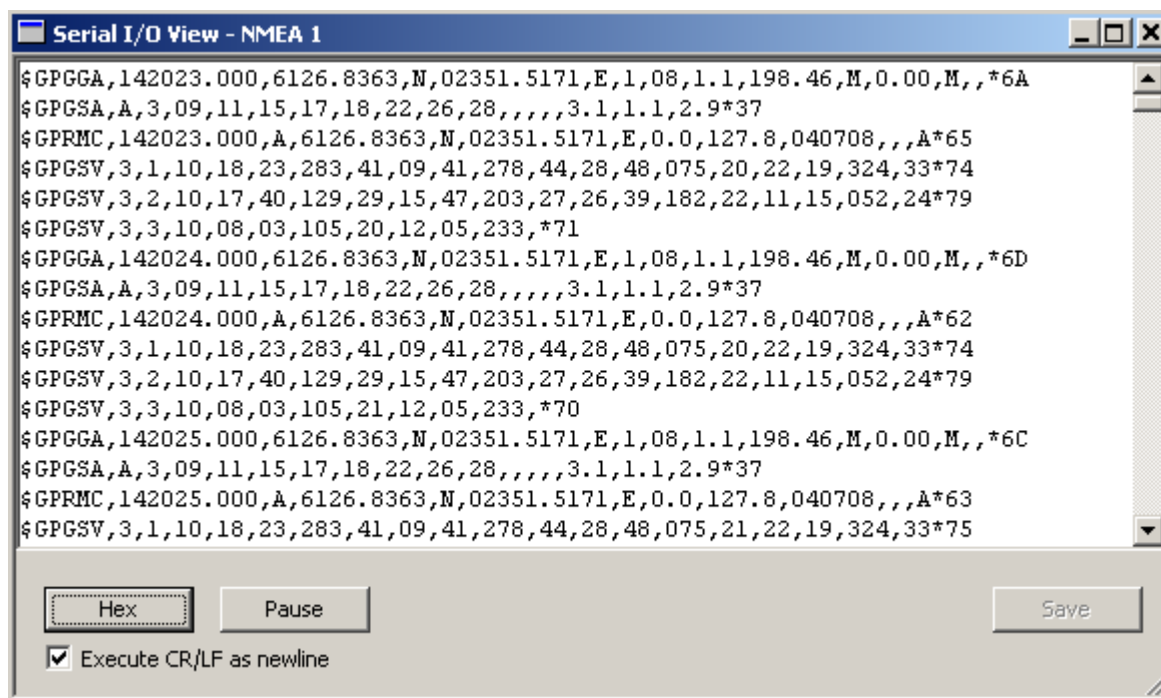 Serial I/O View - NMEA 1
$GPGGA,142023.000,6126.8363,N,02351.5171,E,1,08,1.1,198.46,M,0.00,M,,*6A
$GPGSA,A,3,09,11,15,17,18,22,26,28,,,,,3.1,1.1,2.9*37
$GPRMC,142023.000,A,6126.8363,N,02351.5171,E,0.0,127.8,040708,,,A*65
$GPGSV,3,1,10,18,23,283,41,09,41,278,44,28,48,075,20,22,19,324,33*74
$GPGSV,3,2,10,17,40,129,29,15,47,203,27,26,39,182,22,11,15,052,24*79
$GPGSV,3,3,10,08,03,105,20,12,05,233,*71
$GPGGA,142024.000,6126.8363,N,02351.5171,E,1,08,1.1,198.46,M,0.00,M,,*6D
$GPGSA,A,3,09,11,15,17,18,22,26,28,,,,,3.1,1.1,2.9*37
$GPRMC,142024.000,A,6126.8363,N,02351.5171,E,0.0,127.8,040708,,,A*62
$GPGSV,3,1,10,18,23,283,41,09,41,278,44,28,48,075,20,22,19,324,33*74
$GPGSV,3,2,10,17,40,129,29,15,47,203,27,26,39,182,22,11,15,052,24*79
$GPGSV,3,3,10,08,03,105,21,12,05,233,*70
$GPGGA,142025.000,6126.8363,N,02351.5171,E,1,08,1.1,198.46,M,0.00,M,,*6C
$GPGSA,A,3,09,11,15,17,18,22,26,28,,,,,3.1,1.1,2.9*37
$GPRMC,142025.000,A,6126.8363,N,02351.5171,E,0.0,127.8,040708,,,A*63
$GPGSV,3,1,10,18,23,283,41,09,41,278,44,28,48,075,21,22,19,324,33*75
Hex Pause Save
Execute CR/LF as newline